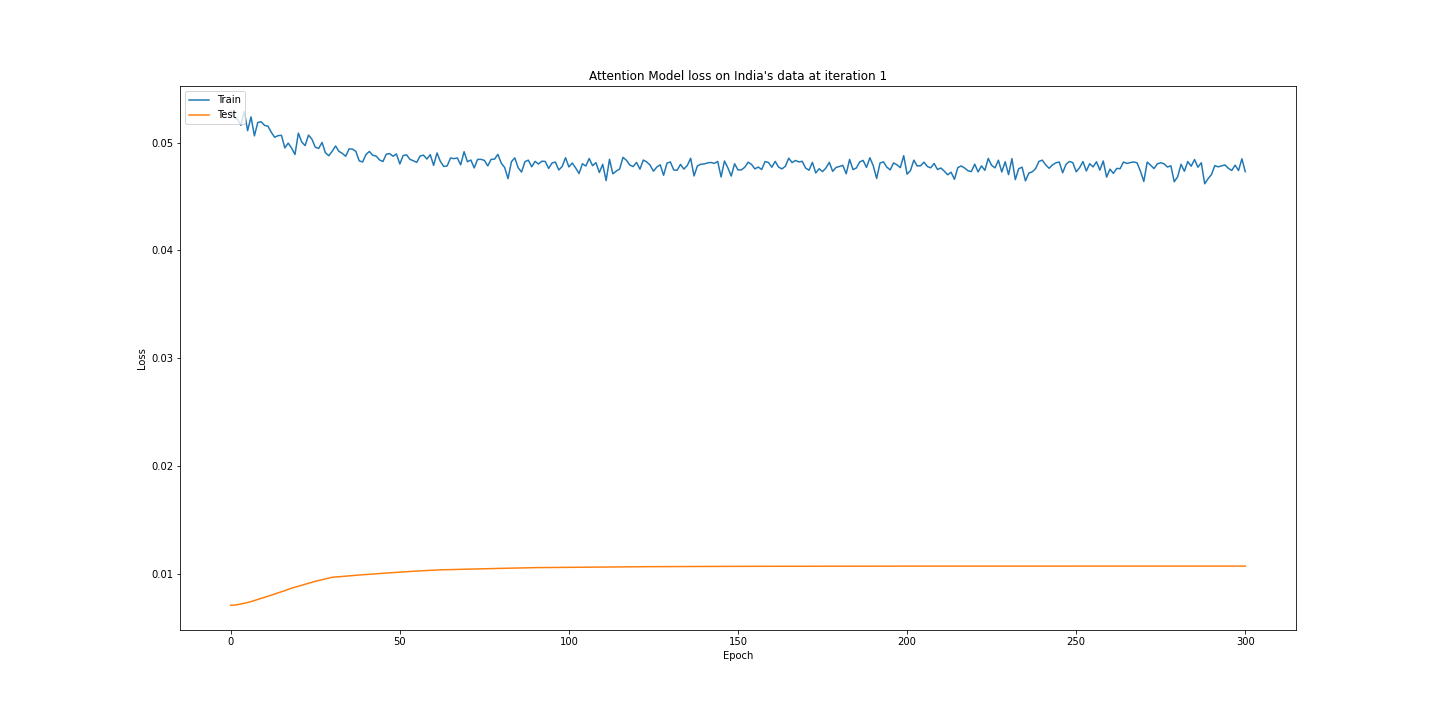 Attention Model loss on India's data at iteration 1
Train
Test
0.05
0.04
0.03
0.02
0.01
Loss
0 50 100 150 200 250 300
Epoch